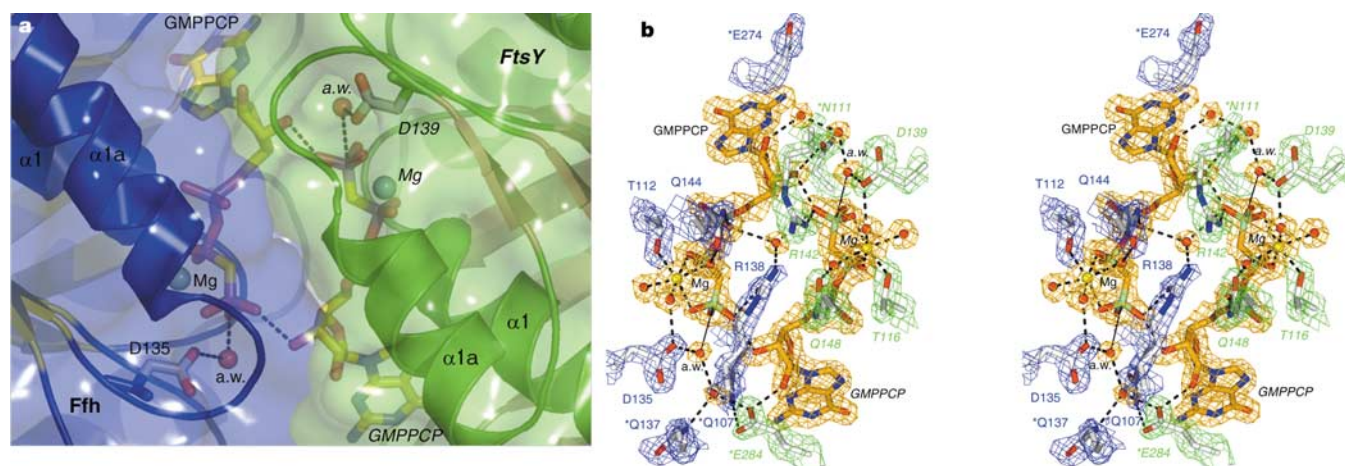 a
GMPPCP
FtsY
a.w.
D139
α1
α1a
Mg
Mg
D135
a.w.
α1
α1a
Ffh
GMPPCP
b
*E274
*N111
GMPPCP
D139
a.w.
T112
Q144
Mg
R142
R138
Mg
T116
Q148
a.w.
D135
GMPPCP
*Q137
*Q107
*E284
*E274
*N111
GMPPCP
D139
a.w.
T112
Q144
Mg
R142
R138
Mg
T116
Q148
a.w.
D135
GMPPCP
*Q137
*Q107
*E284